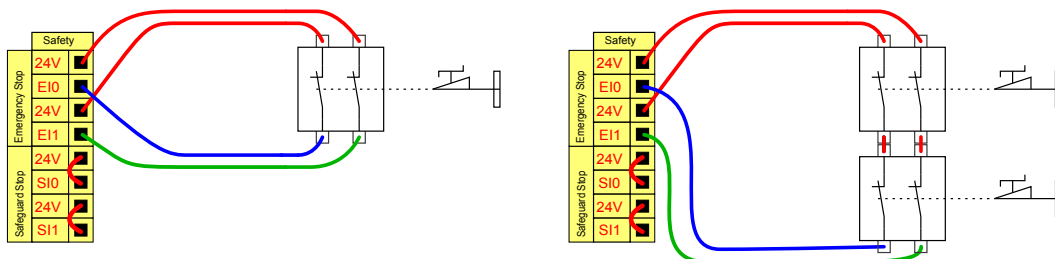 Safety
Emergency Stop
24V
EI0
24V
EI1
Safeguard Stop
24V
SI0
24V
SI1
Safety
Emergency Stop
24V
EI0
24V
EI1
Safeguard Stop
24V
SI0
24V
SI1